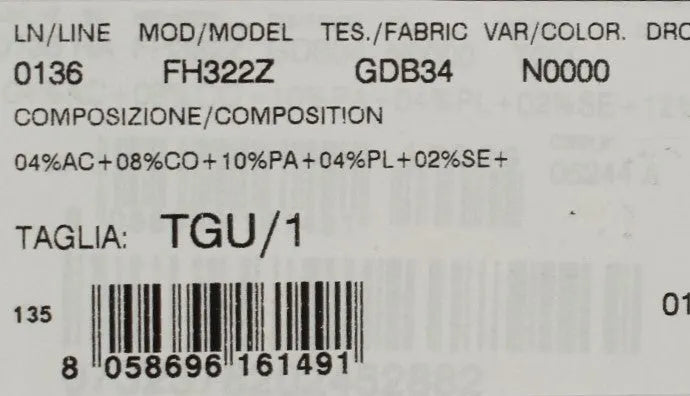 LN/LINE MOD/MODEL TES./FABRIC VAR/COLOR. DRO
0136 FH322Z GDB34 N0000
COMPOSIZIONE/COMPOSITION
04%AC+08%CO+10%PA+04%PL+02%SE+
TAGLIA: TGU/1
135
01
8 058696 161491